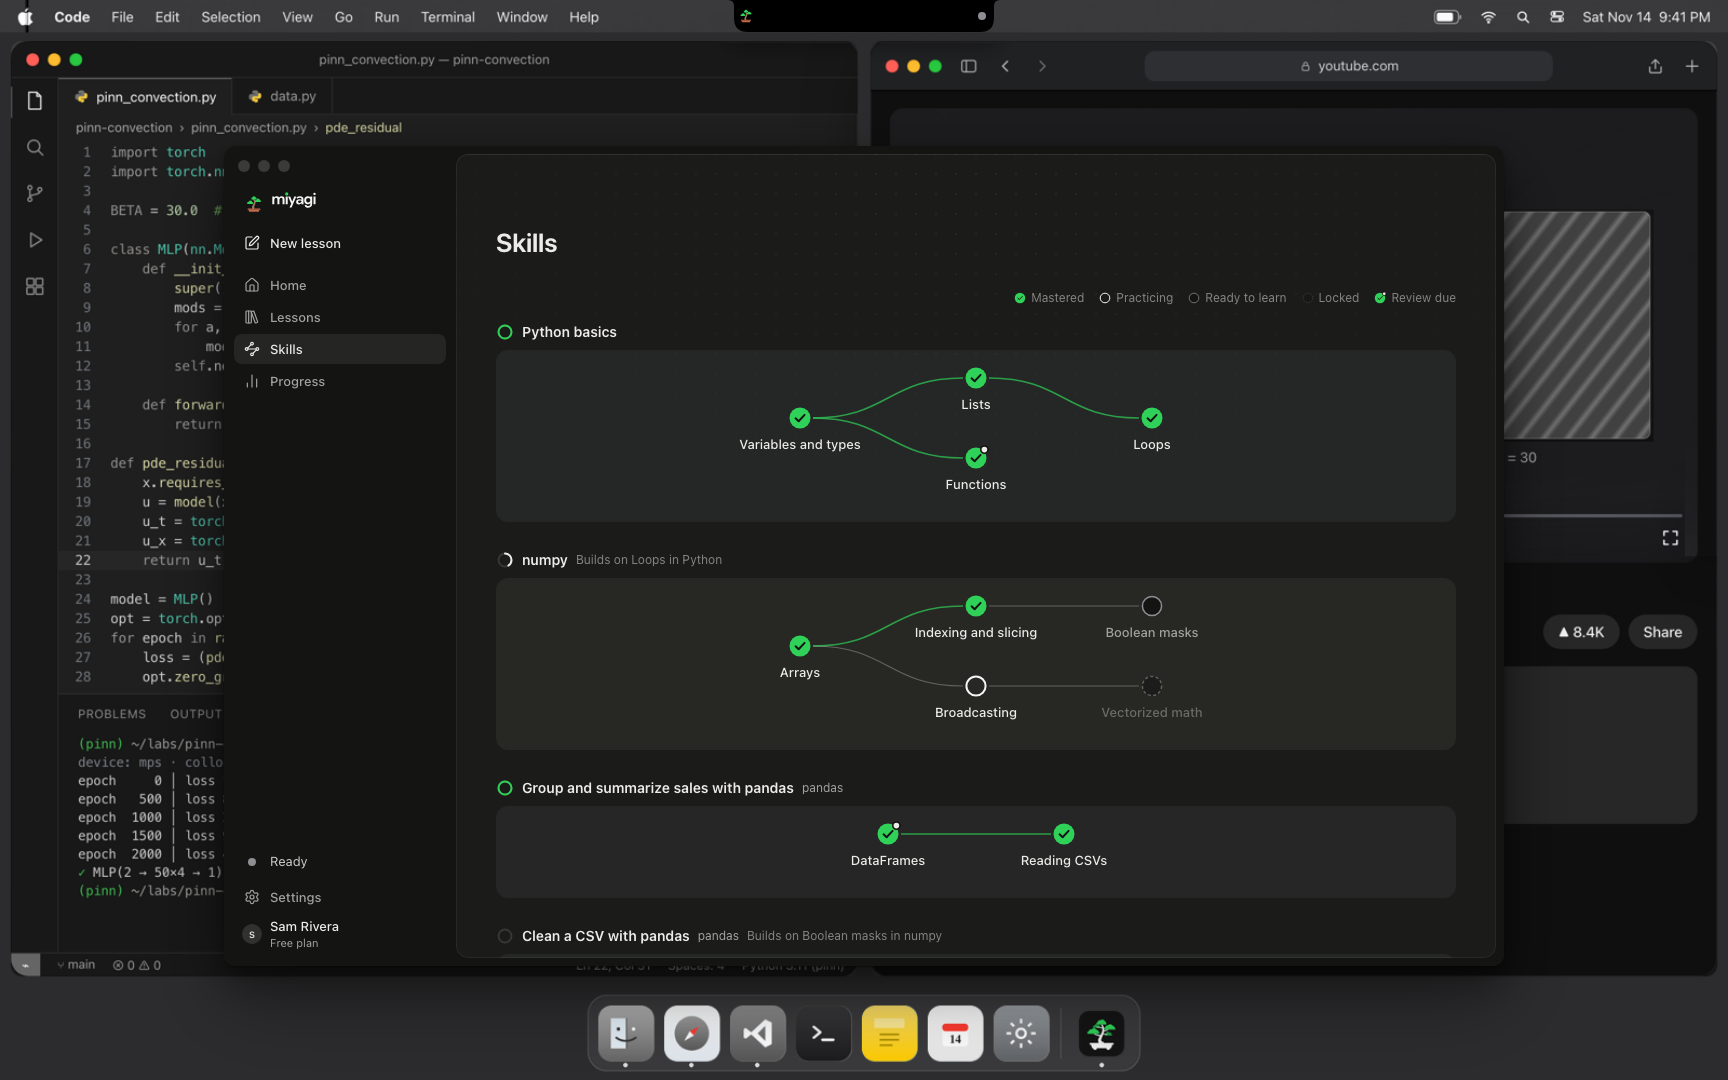 Code File Edit Selection View Go Run Terminal Window Help
Sat Nov 14 9:41 PM
pinn_convection.py — pinn-convection
pinn_convection.py
data.py
pinn-convection › pinn_convection.py › pde_residual
1 import torch
2 import torch.n
3
4 BETA = 30.0 #
5
6 class MLP(nn.M
7 def __init_
8 super(
9 mods =
10 for a,
11 mo
12 self.n
13
14 def forwar
15 return
16
17 def pde_residu
18 x.requires_
19 u = model(
20 u_t = torc
21 u_x = torc
22 return u_t
23
24 model = MLP()
25 opt = torch.op
26 for epoch in r
27 loss = (pd
28 opt.zero_g
PROBLEMS OUTPUT
(pinn) ~/labs/pinn-
device: mps · collo
epoch 0 | loss
epoch 500 | loss
epoch 1000 | loss
epoch 1500 | loss
epoch 2000 | loss
✓ MLP(2 → 50×4 → 1)
(pinn) ~/labs/pinn-
main 0 0
youtube.com
= 30
8.4K
Share
miyagi
New lesson
Home
Lessons
Skills
Progress
Ready
Settings
S
Sam Rivera
Free plan
Skills
Mastered Practicing Ready to learn Locked Review due
Python basics
Variables and types
Lists
Functions
Loops
numpy Builds on Loops in Python
Arrays
Indexing and slicing
Boolean masks
Broadcasting
Vectorized math
Group and summarize sales with pandas pandas
DataFrames
Reading CSVs
Clean a CSV with pandas pandas Builds on Boolean masks in numpy
14